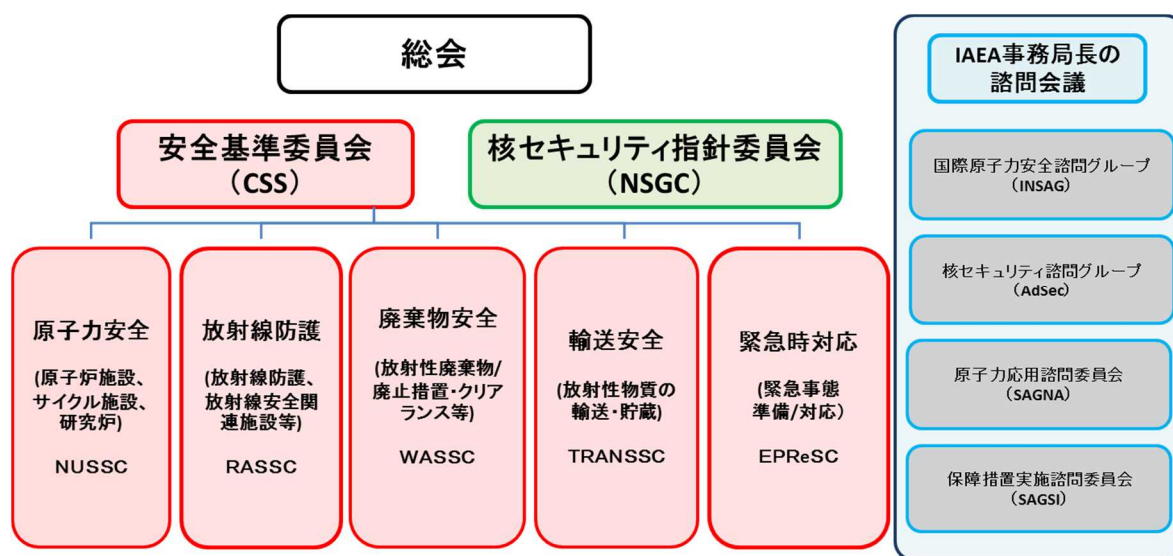 総会
安全基準委員会
（CSS）
核セキュリティ指針委員会
（NSGC）
原子力安全
(原子炉施設、
サイクル施設、
研究炉)
NUSSC
放射線防護
(放射線防護、
放射線安全関
連施設等)
RASSC
廃棄物安全
(放射性廃棄物/
廃止措置・クリア
ランス等)
WASSC
輸送安全
(放射性物質の
輸送・貯蔵)
TRANSSC
緊急時対応
(緊急事態
準備/対応）
EPReSC
IAEA事務局長の
諮問会議
国際原子力安全諮問グループ
（INSAG)
核セキュリティ諮問グループ
（AdSec)
原子力応用諮問委員会
（SAGNA)
保障措置実施諮問委員会
（SAGSI)